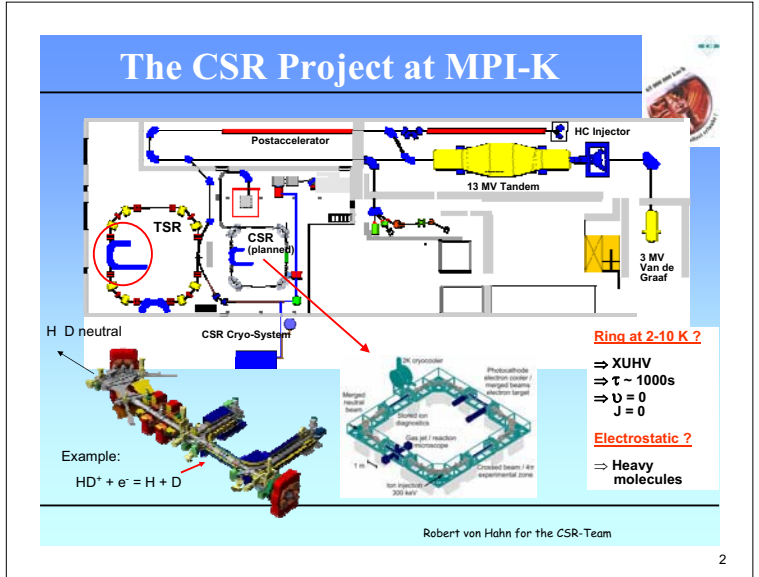 The CSR Project at MPI-K
Postaccelerator
HC Injector
13 MV Tandem
TSR
CSR
(planned)
3 MV
Van de
Graaf
CSR Cryo-System
H D neutral
Example:
HD⁺ + e⁻ = H + D
2K cryocooler
Photocathode
electron cooler /
merged beams
electron target
Merged
neutral
beam
Stored ion
diagnostics
Gas jet / reaction
microscope
1 m
Crossed beam / 4π
experimental zone
ion injection
300 keV
Ring at 2-10 K ?
⇒ XUHV
⇒ τ ~ 1000s
⇒ υ = 0
J = 0
Electrostatic ?
⇒ Heavy
molecules
Robert von Hahn for the CSR-Team
2